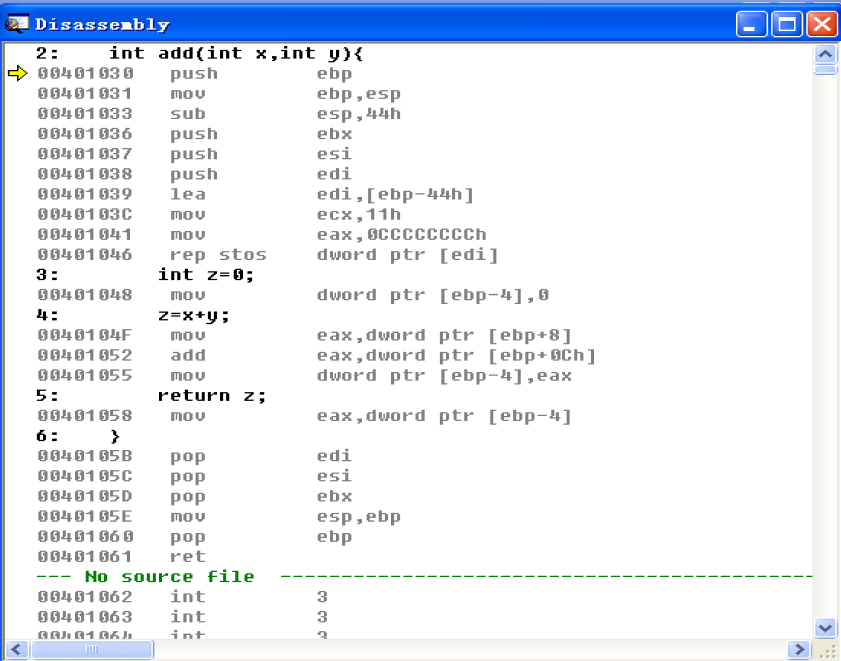 Disassembly
2: int add(int x,int y){
00401030 push ebp
00401031 mov ebp,esp
00401033 sub esp,44h
00401036 push ebx
00401037 push esi
00401038 push edi
00401039 lea edi,[ebp-44h]
0040103C mov ecx,11h
00401041 mov eax,0CCCCCCCCh
00401046 rep stos dword ptr [edi]
3: int z=0;
00401048 mov dword ptr [ebp-4],0
4: z=x+y;
0040104F mov eax,dword ptr [ebp+8]
00401052 add eax,dword ptr [ebp+0Ch]
00401055 mov dword ptr [ebp-4],eax
5: return z;
00401058 mov eax,dword ptr [ebp-4]
6: }
0040105B pop edi
0040105C pop esi
0040105D pop ebx
0040105E mov esp,ebp
00401060 pop ebp
00401061 ret
--- No source file ---------------------------------------------
00401062 int 3
00401063 int 3
00401064 int 3